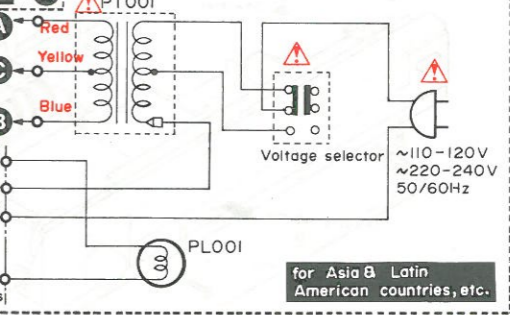 PT001
Red
Yellow
Blue
Voltage selector
~110-120V
~220-240V
50/60Hz
PL001
for Asia & Latin
American countries, etc.